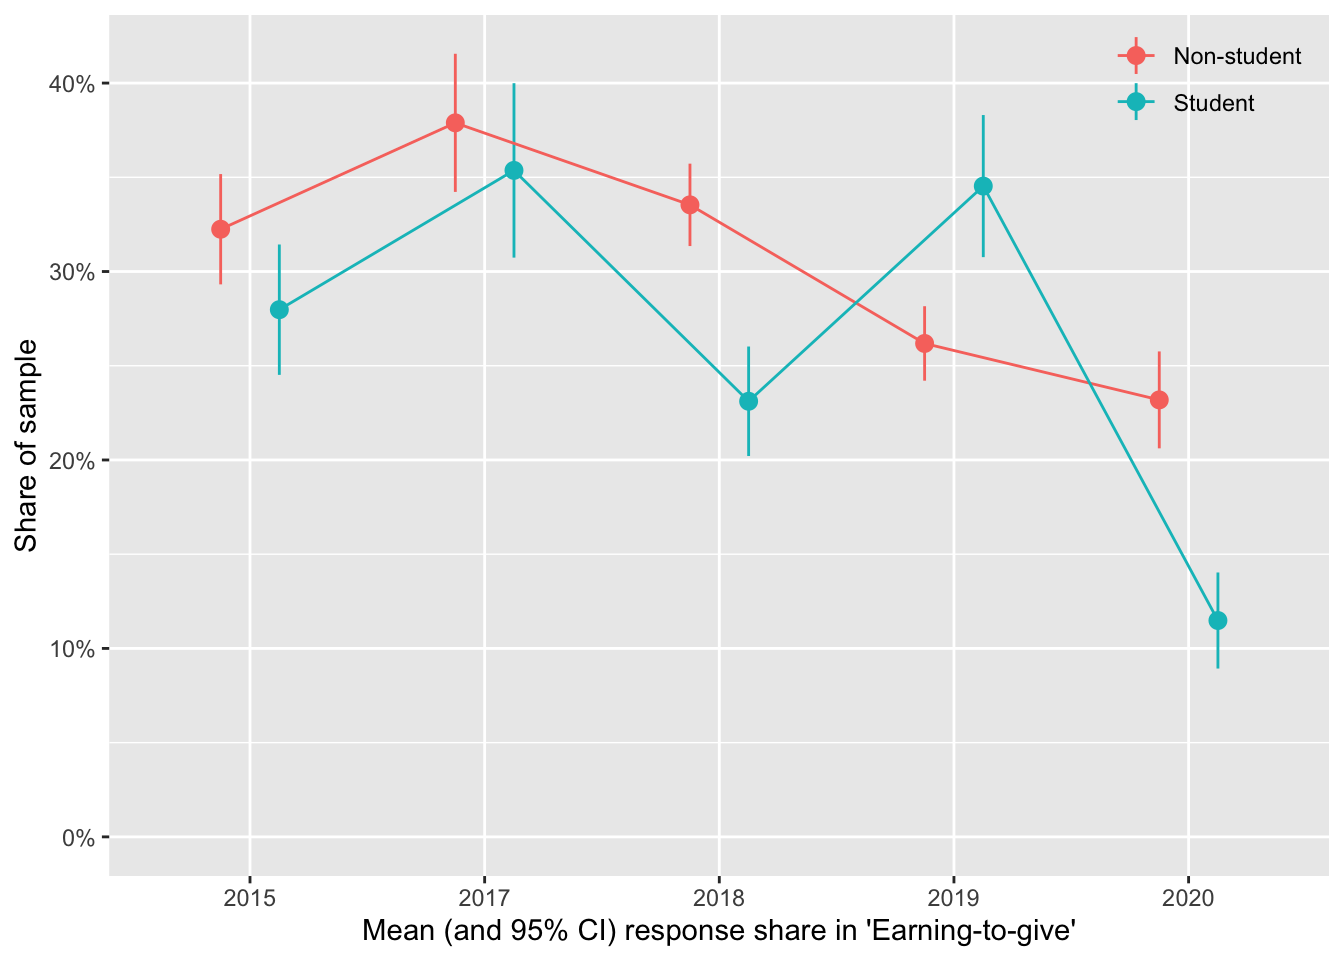 Non-student
Student
40%
30%
20%
10%
0%
Share of sample
2015 2017 2018 2019 2020
Mean (and 95% CI) response share in 'Earning-to-give'